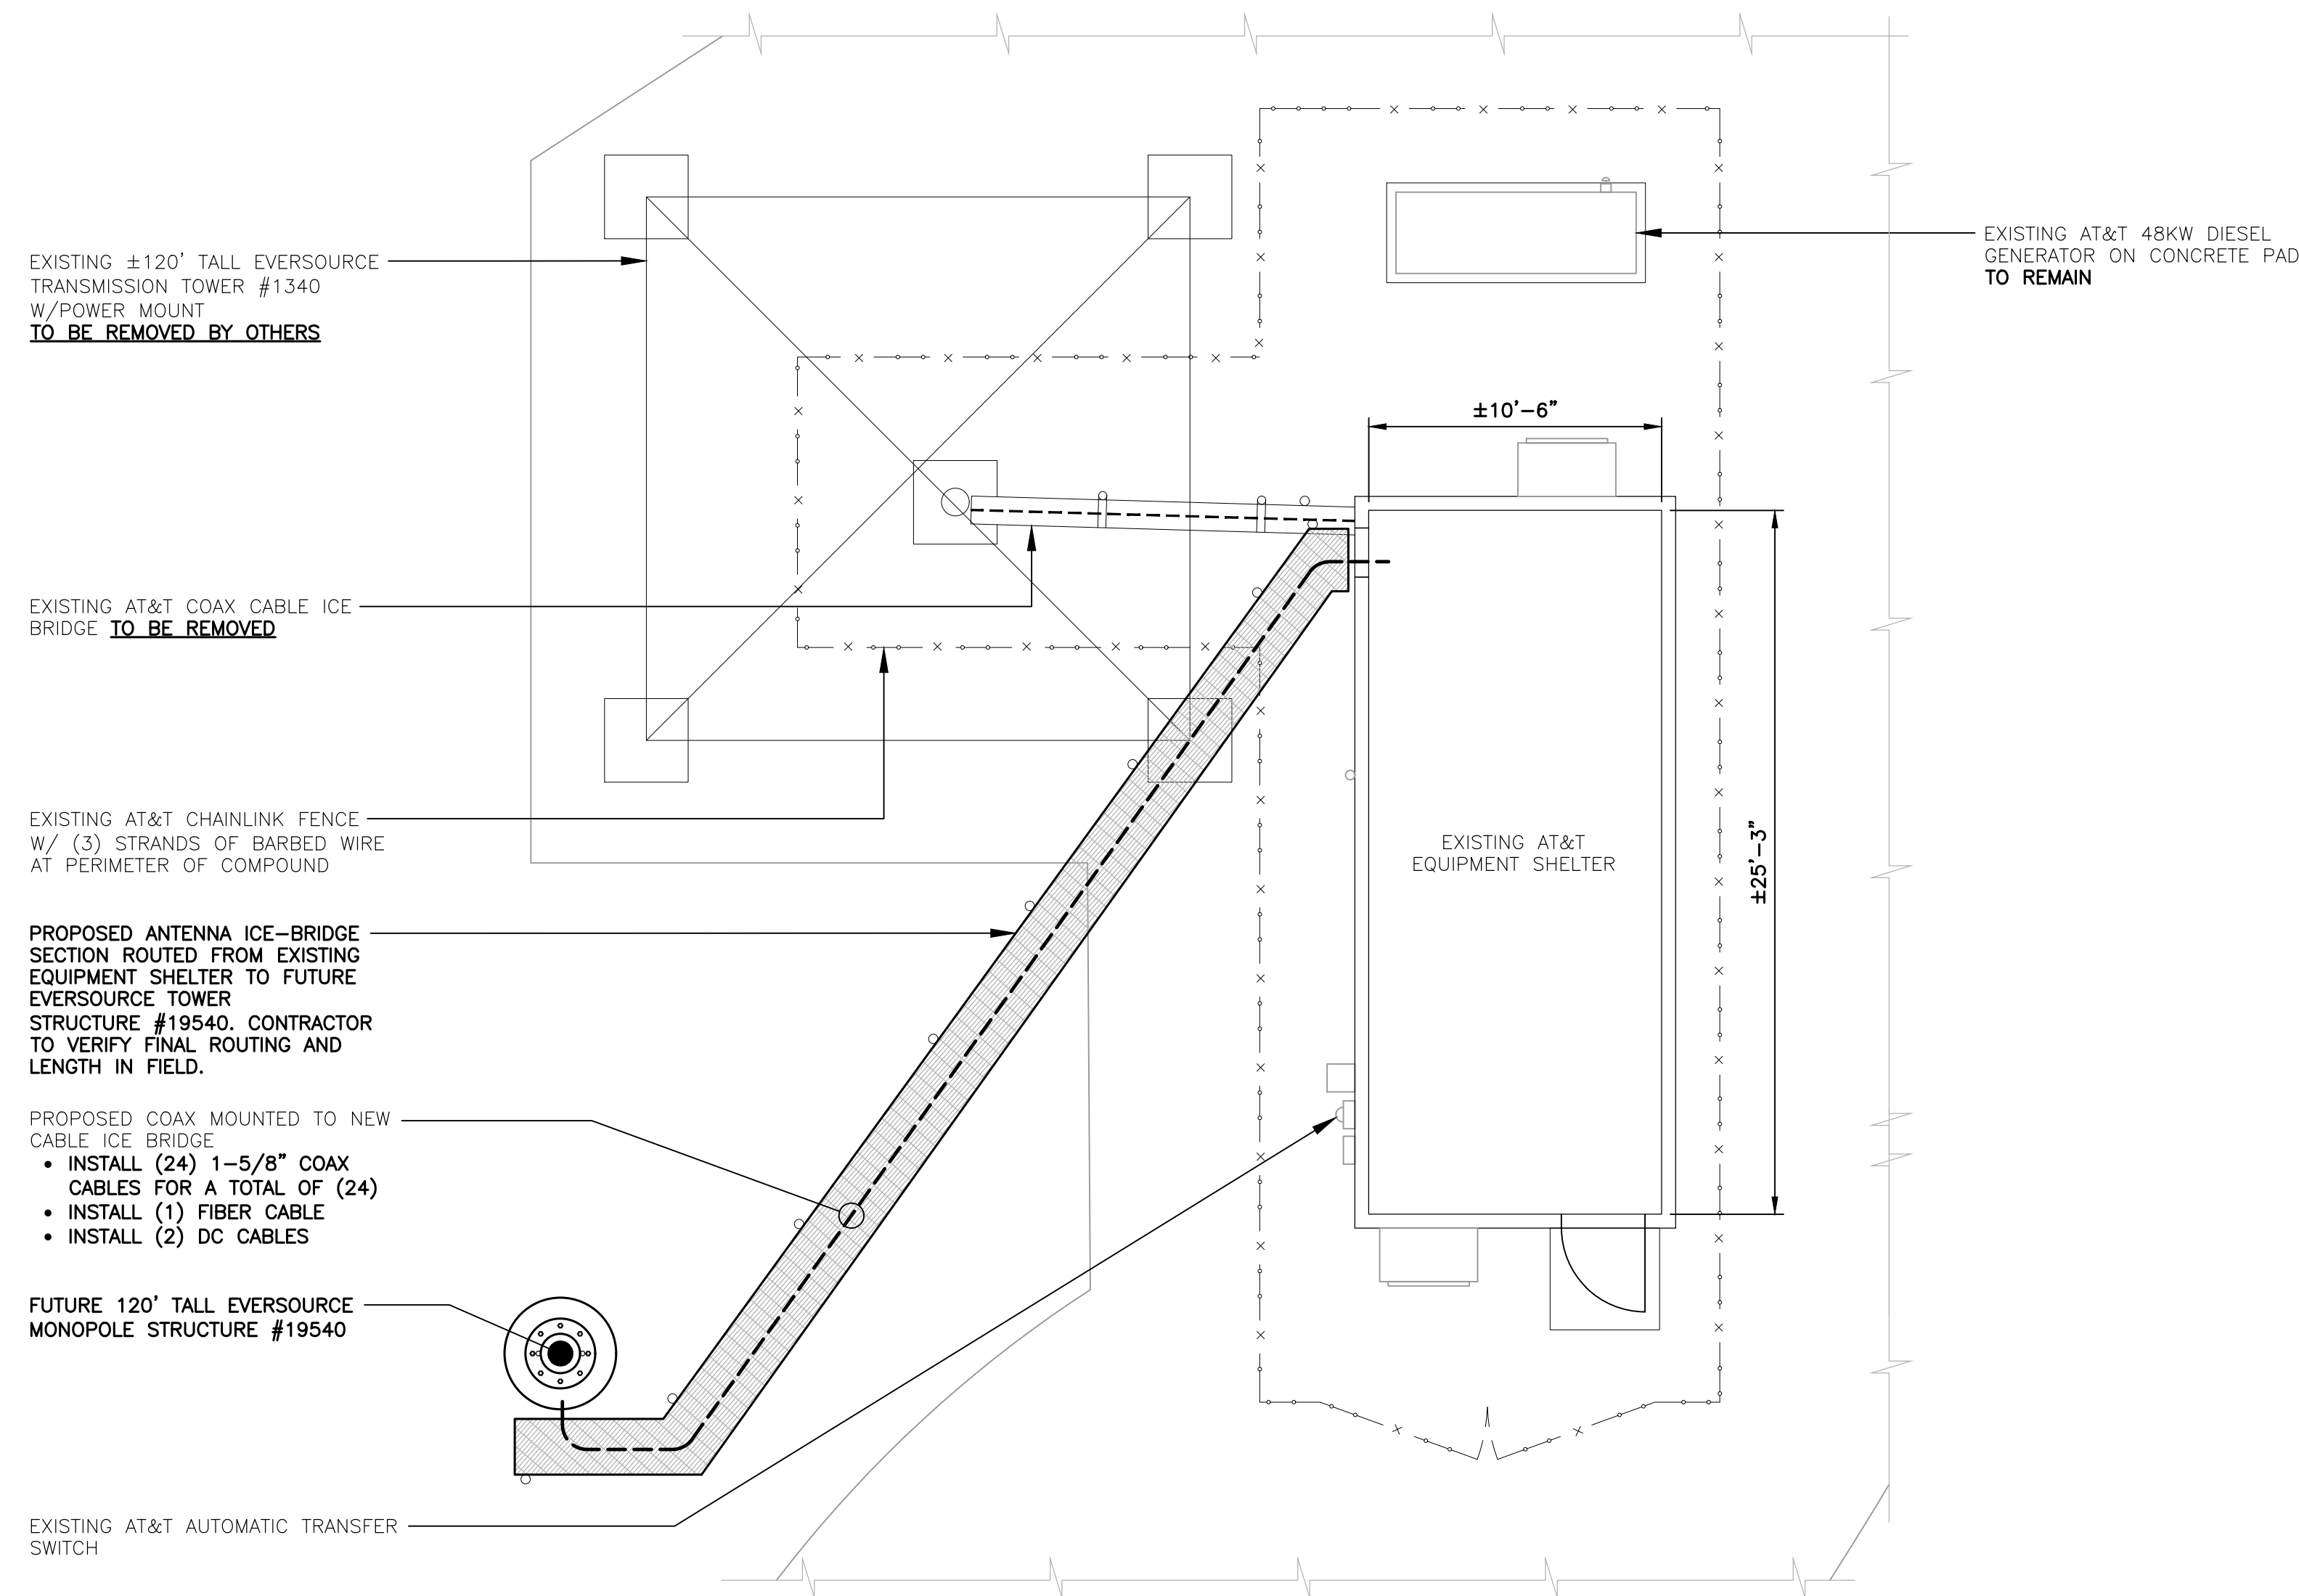 EXISTING ±120' TALL EVERSOURCE
TRANSMISSION TOWER #1340
W/POWER MOUNT
TO BE REMOVED BY OTHERS
EXISTING AT&T 48KW DIESEL
GENERATOR ON CONCRETE PAD
TO REMAIN
±10'-6"
EXISTING AT&T COAX CABLE ICE
BRIDGE TO BE REMOVED
EXISTING AT&T CHAINLINK FENCE
W/ (3) STRANDS OF BARBED WIRE
AT PERIMETER OF COMPOUND
EXISTING AT&T
EQUIPMENT SHELTER
±25'-3"
PROPOSED ANTENNA ICE-BRIDGE
SECTION ROUTED FROM EXISTING
EQUIPMENT SHELTER TO FUTURE
EVERSOURCE TOWER
STRUCTURE #19540. CONTRACTOR
TO VERIFY FINAL ROUTING AND
LENGTH IN FIELD.
PROPOSED COAX MOUNTED TO NEW
CABLE ICE BRIDGE
• INSTALL (24) 1-5/8" COAX
CABLES FOR A TOTAL OF (24)
• INSTALL (1) FIBER CABLE
• INSTALL (2) DC CABLES
FUTURE 120' TALL EVERSOURCE
MONOPOLE STRUCTURE #19540
EXISTING AT&T AUTOMATIC TRANSFER
SWITCH